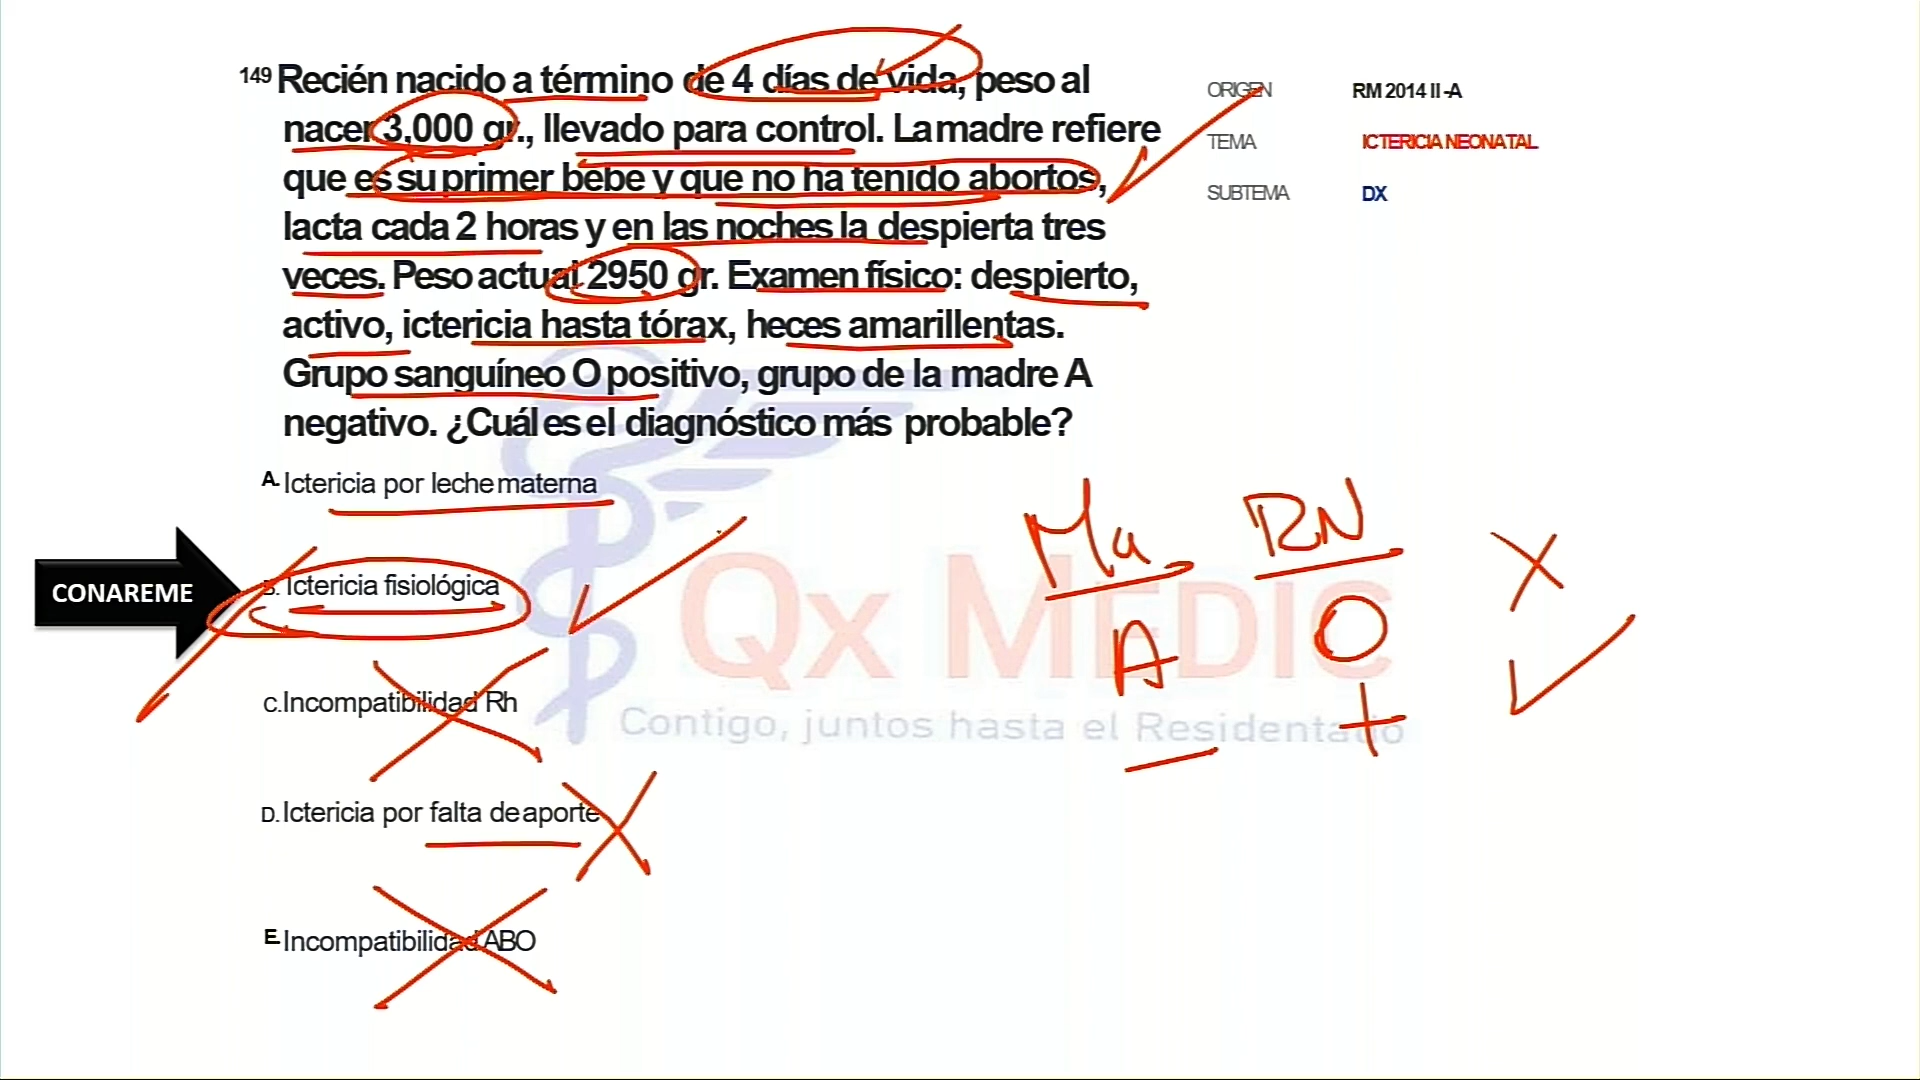 149 Recién nacido a término de 4 días de vida, peso al
nacer 3,000 gr., llevado para control. La madre refiere
que es su primer bebe y que no ha tenido abortos,
lacta cada 2 horas y en las noches la despierta tres
veces. Peso actual 2950 gr. Examen físico: despierto,
activo, ictericia hasta tórax, heces amarillentas.
Grupo sanguíneo O positivo, grupo de la madre A
negativo. ¿Cuál es el diagnóstico más probable?
ORIGEN RM 2014 II -A
TEMA ICTERICIA NEONATAL
SUBTEMA DX
A. Ictericia por leche materna
CONAREME
B. Ictericia fisiológica
C. Incompatibilidad Rh
D. Ictericia por falta de aporte
E. Incompatibilidad ABO
Ma RN
A O
- +
Qx MEDIC
Contigo, juntos hasta el Residentado